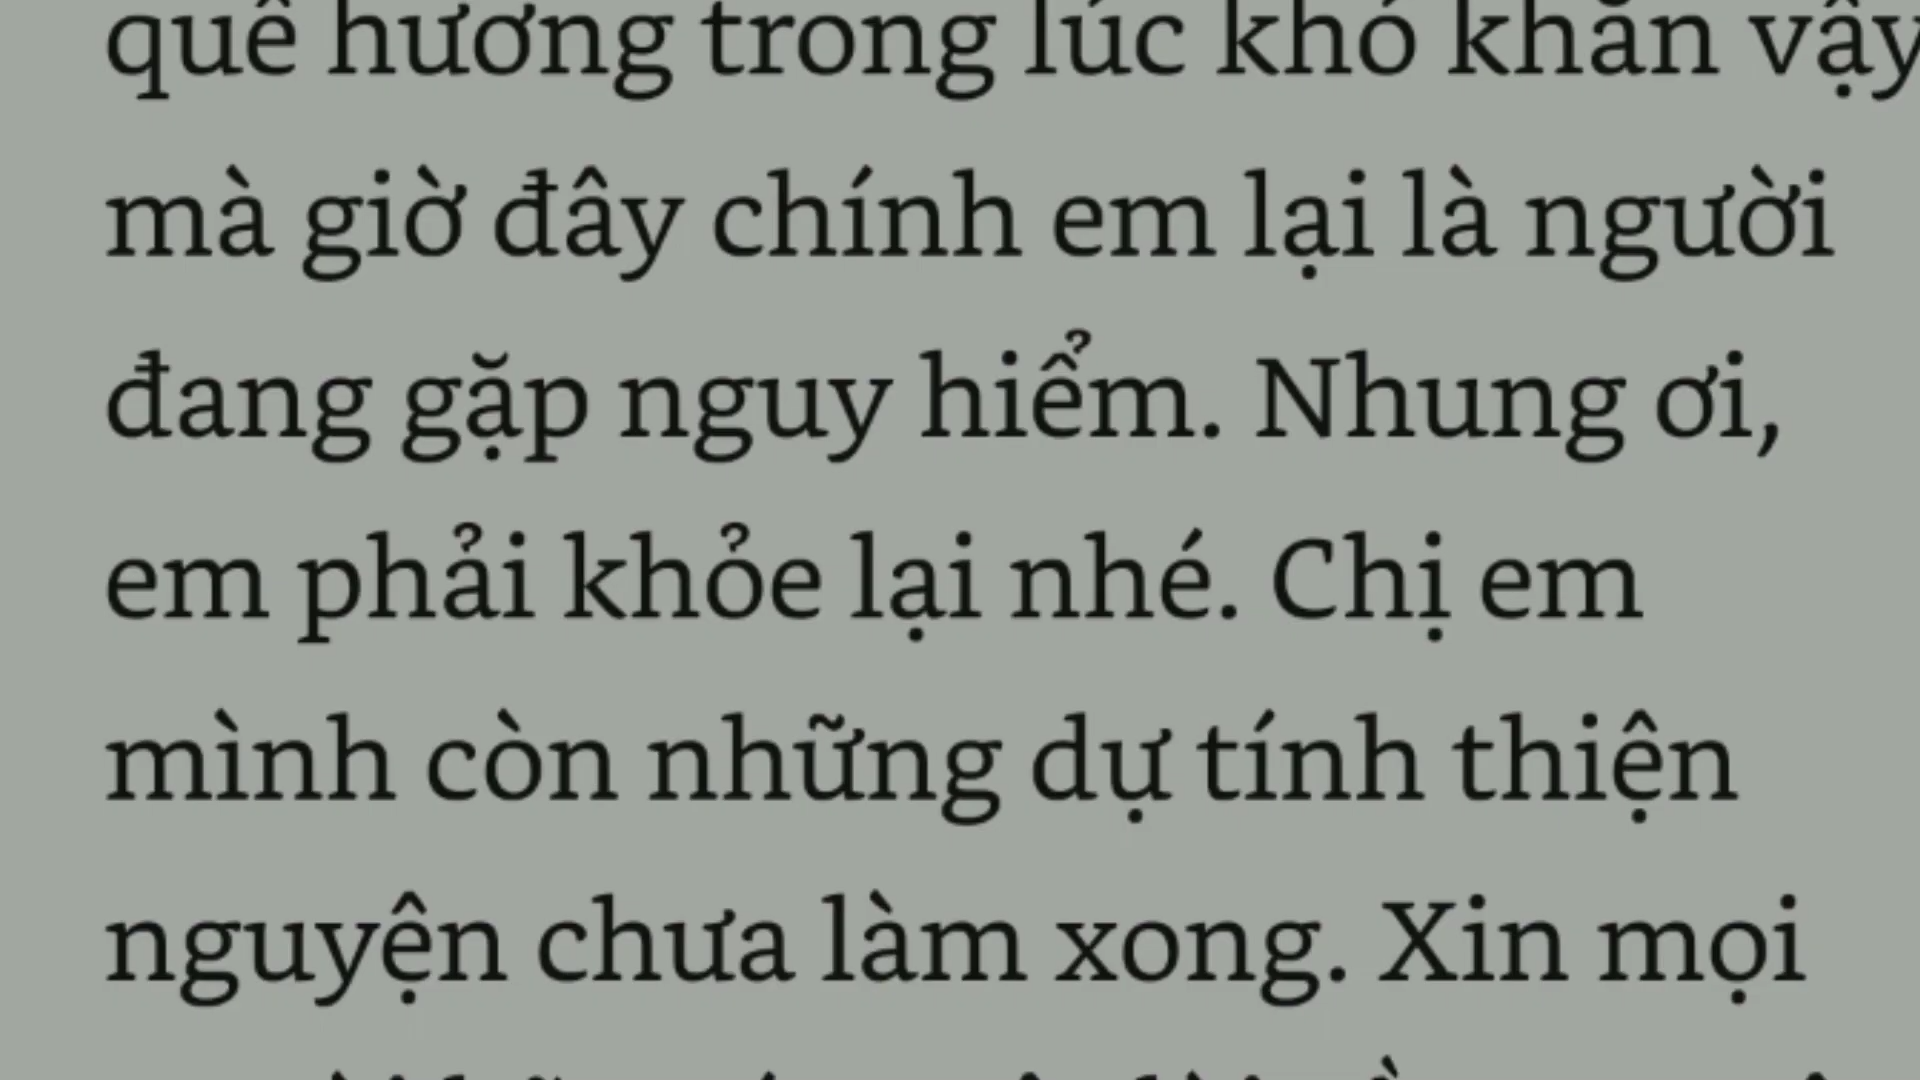 quê hương trong lúc khó khăn vậy
mà giờ đây chính em lại là người
đang gặp nguy hiểm. Nhung ơi,
em phải khỏe lại nhé. Chị em
mình còn những dự tính thiện
nguyện chưa làm xong. Xin mọi